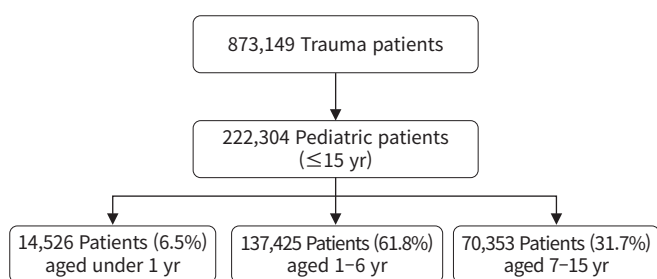 873,149 Trauma patients
222,304 Pediatric patients
(≤15 yr)
14,526 Patients (6.5%)
aged under 1 yr
137,425 Patients (61.8%)
aged 1–6 yr
70,353 Patients (31.7%)
aged 7–15 yr